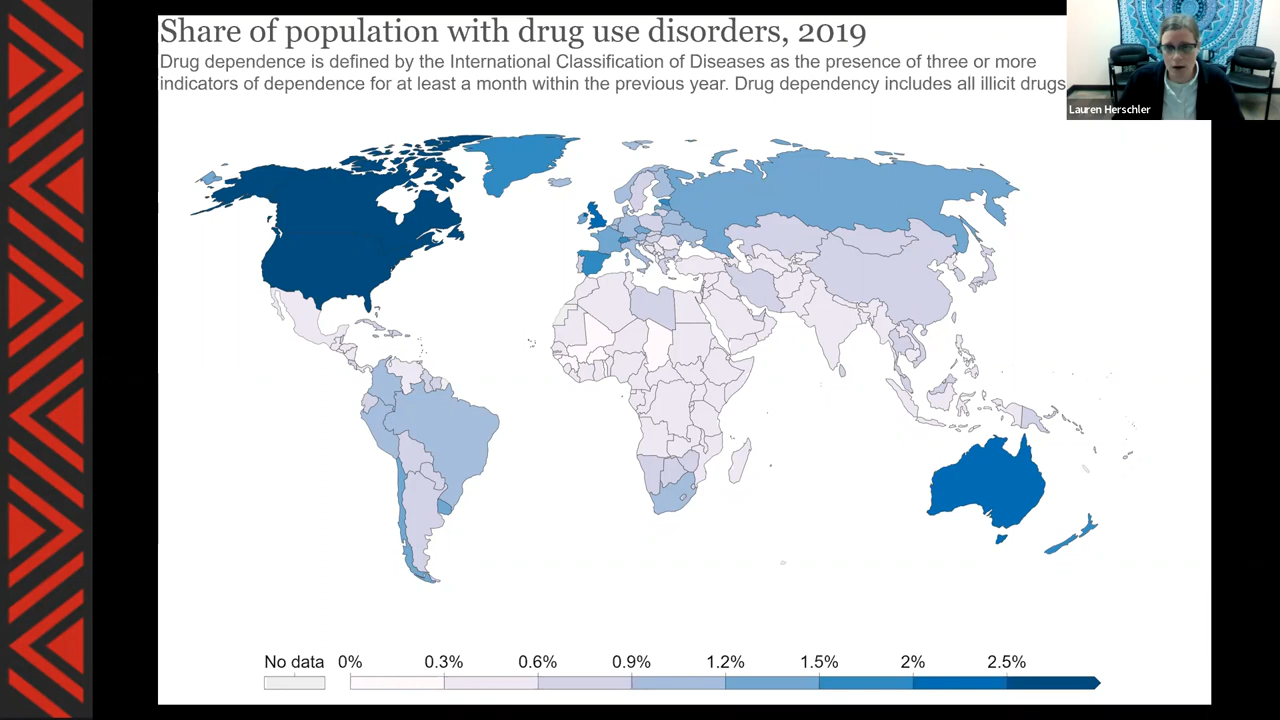 Share of population with drug use disorders, 2019
Drug dependence is defined by the International Classification of Diseases as the presence of three or more
indicators of dependence for at least a month within the previous year. Drug dependency includes all illicit drugs
Lauren Herschler
No data 0% 0.3% 0.6% 0.9% 1.2% 1.5% 2% 2.5%